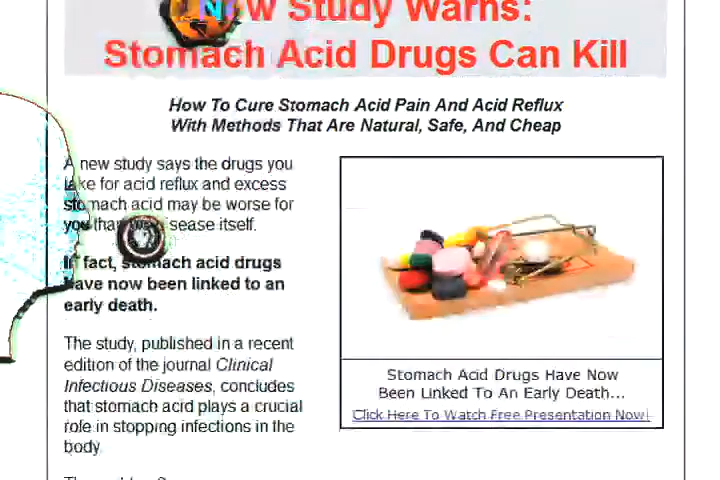 New Study Warns:
Stomach Acid Drugs Can Kill
How To Cure Stomach Acid Pain And Acid Reflux
With Methods That Are Natural, Safe, And Cheap
A new study says the drugs you
take for acid reflux and excess
stomach acid may be worse for
you than sease itself.
In fact, stomach acid drugs
have now been linked to an
early death.
The study, published in a recent
edition of the journal Clinical
Infectious Diseases, concludes
that stomach acid plays a crucial
role in stopping infections in the
body.
Stomach Acid Drugs Have Now
Been Linked To An Early Death...
Click Here To Watch Free Presentation Now!